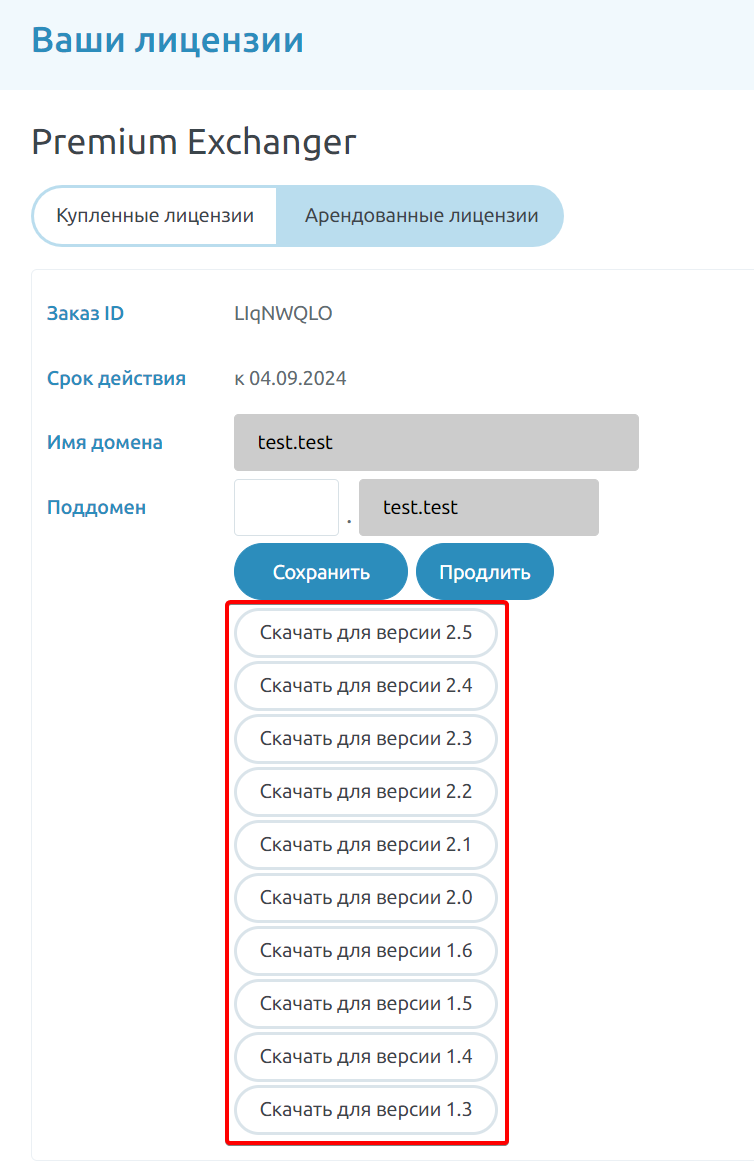 Ваши лицензии
Premium Exchanger
Купленные лицензии Арендованные лицензии
Заказ ID LIqNWQLO
Срок действия к 04.09.2024
Имя домена test.test
Поддомен . test.test
Сохранить Продлить
Скачать для версии 2.5
Скачать для версии 2.4
Скачать для версии 2.3
Скачать для версии 2.2
Скачать для версии 2.1
Скачать для версии 2.0
Скачать для версии 1.6
Скачать для версии 1.5
Скачать для версии 1.4
Скачать для версии 1.3